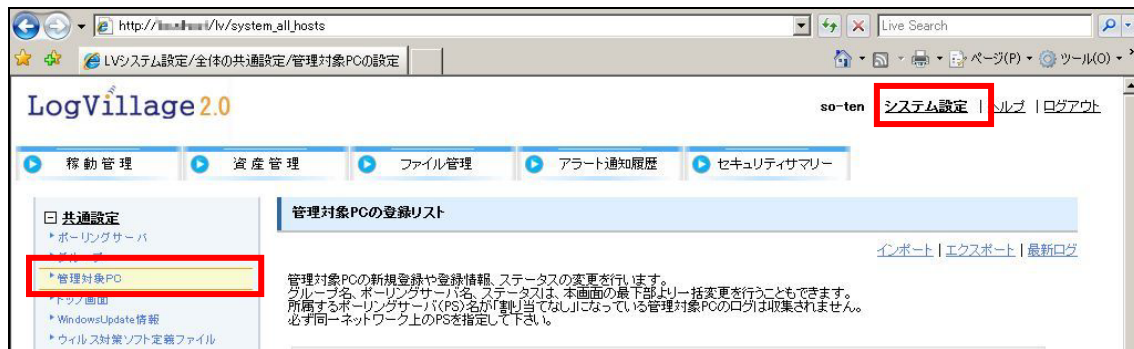 http:// /lv/system_all_hosts
Live Search
LVシステム設定/全体の共通設定/管理対象PCの設定
ページ(P)
ツール(O)
LogVillage 2.0
so-ten システム設定 | ヘルプ | ログアウト
稼動管理
資産管理
ファイル管理
アラート通知履歴
セキュリティサマリー
共通設定
ポーリングサーバ
グループ
管理対象PC
トップ画面
WindowsUpdate情報
ウィルス対策ソフト定義ファイル
管理対象PCの登録リスト
インポート | エクスポート | 最新ログ
管理対象PCの新規登録や登録情報、ステータスの変更を行います。
グループ名、ポーリングサーバ名、ステータスは、本画面の最下部より一括変更を行うこともできます。
所属するポーリングサーバ(PS)名が「割り当てなし」になっている管理対象PCのログは収集されません。
必ず同一ネットワーク上のPSを指定して下さい。